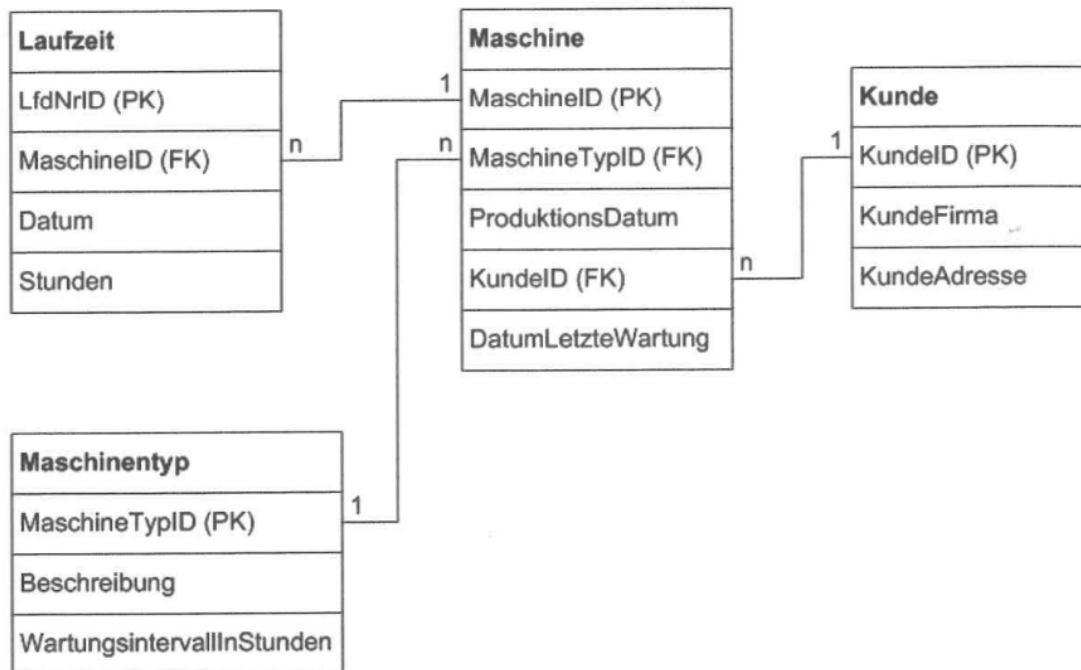 Laufzeit
LfdNrID (PK)
MaschineID (FK)
Datum
Stunden
n
1
n
Maschine
MaschineID (PK)
MaschineTypID (FK)
ProduktionsDatum
KundeID (FK)
DatumLetzteWartung
n
1
Kunde
KundeID (PK)
KundeFirma
KundeAdresse
Maschinentyp
MaschineTypID (PK)
Beschreibung
WartungsintervallInStunden
1